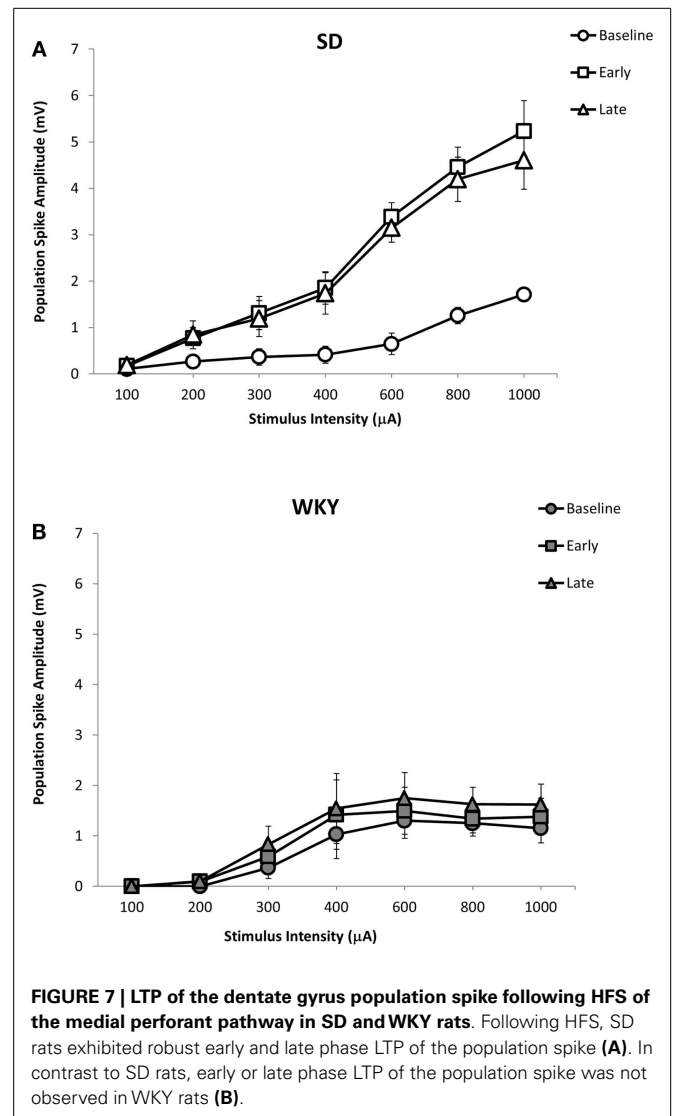 A
SD
Baseline
Early
Late
Population Spike Amplitude (mV)
7
6
5
4
3
2
1
0
100 200 300 400 600 800 1000
Stimulus Intensity (µA)
B
WKY
Baseline
Early
Late
Population Spike Amplitude (mV)
7
6
5
4
3
2
1
0
100 200 300 400 600 800 1000
Stimulus Intensity (µA)
FIGURE 7 | LTP of the dentate gyrus population spike following HFS of
the medial perforant pathway in SD and WKY rats. Following HFS, SD
rats exhibited robust early and late phase LTP of the population spike (A). In
contrast to SD rats, early or late phase LTP of the population spike was not
observed in WKY rats (B).